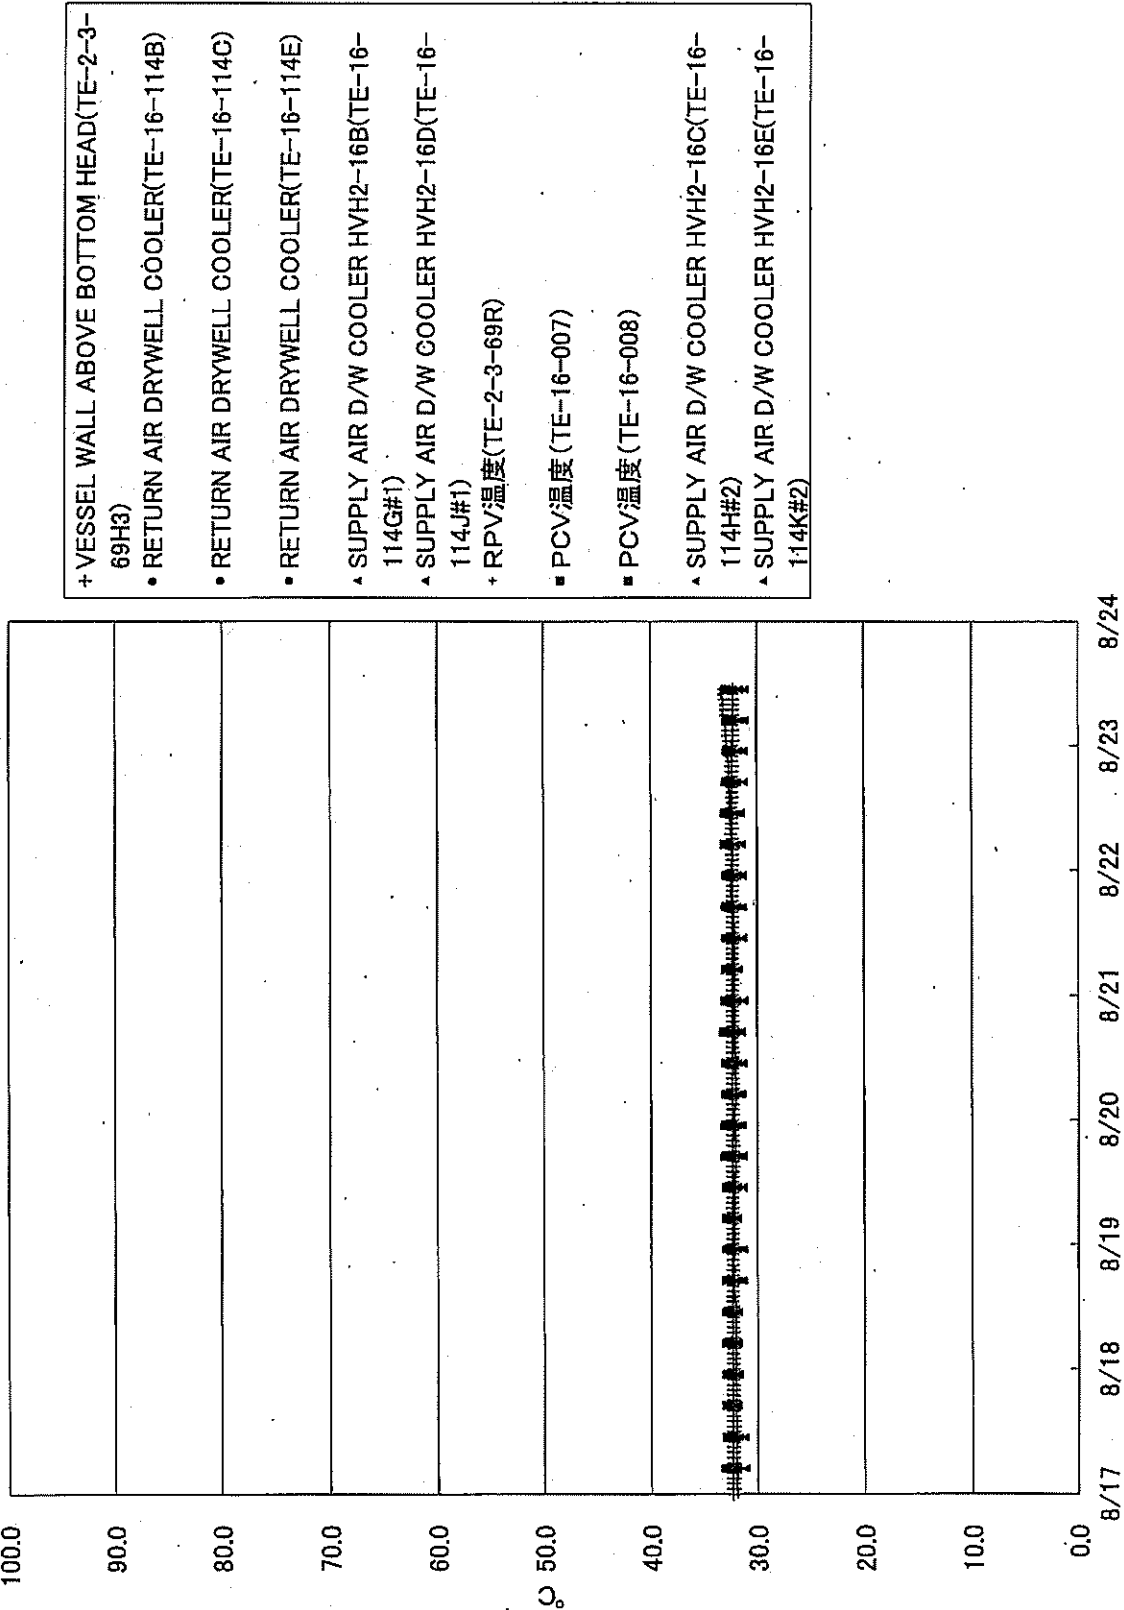 100.0
90.0
80.0
70.0
60.0
50.0
40.0
30.0
20.0
10.0
0.0
°C
8/17
8/18
8/19
8/20
8/21
8/22
8/23
8/24
+ VESSEL WALL ABOVE BOTTOM HEAD(TE-2-3-
69H3)
• RETURN AIR DRYWELL COOLER(TE-16-114B)
• RETURN AIR DRYWELL COOLER(TE-16-114C)
• RETURN AIR DRYWELL COOLER(TE-16-114E)
▲ SUPPLY AIR D/W COOLER HVH2-16B(TE-16-
114G#1)
▲ SUPPLY AIR D/W COOLER HVH2-16D(TE-16-
114J#1)
+ RPV温度(TE-2-3-69R)
■ PCV温度(TE-16-007)
■ PCV温度(TE-16-008)
▲ SUPPLY AIR D/W COOLER HVH2-16C(TE-16-
114H#2)
▲ SUPPLY AIR D/W COOLER HVH2-16E(TE-16-
114K#2)